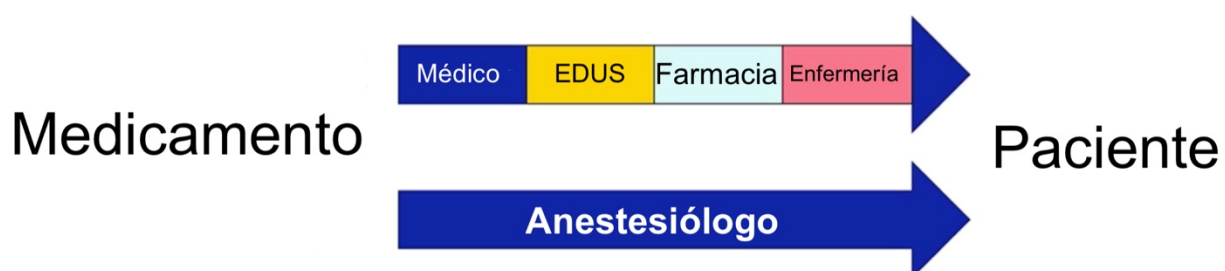 Médico
EDUS
Farmacia
Enfermería
Medicamento
Paciente
Anestesiólogo